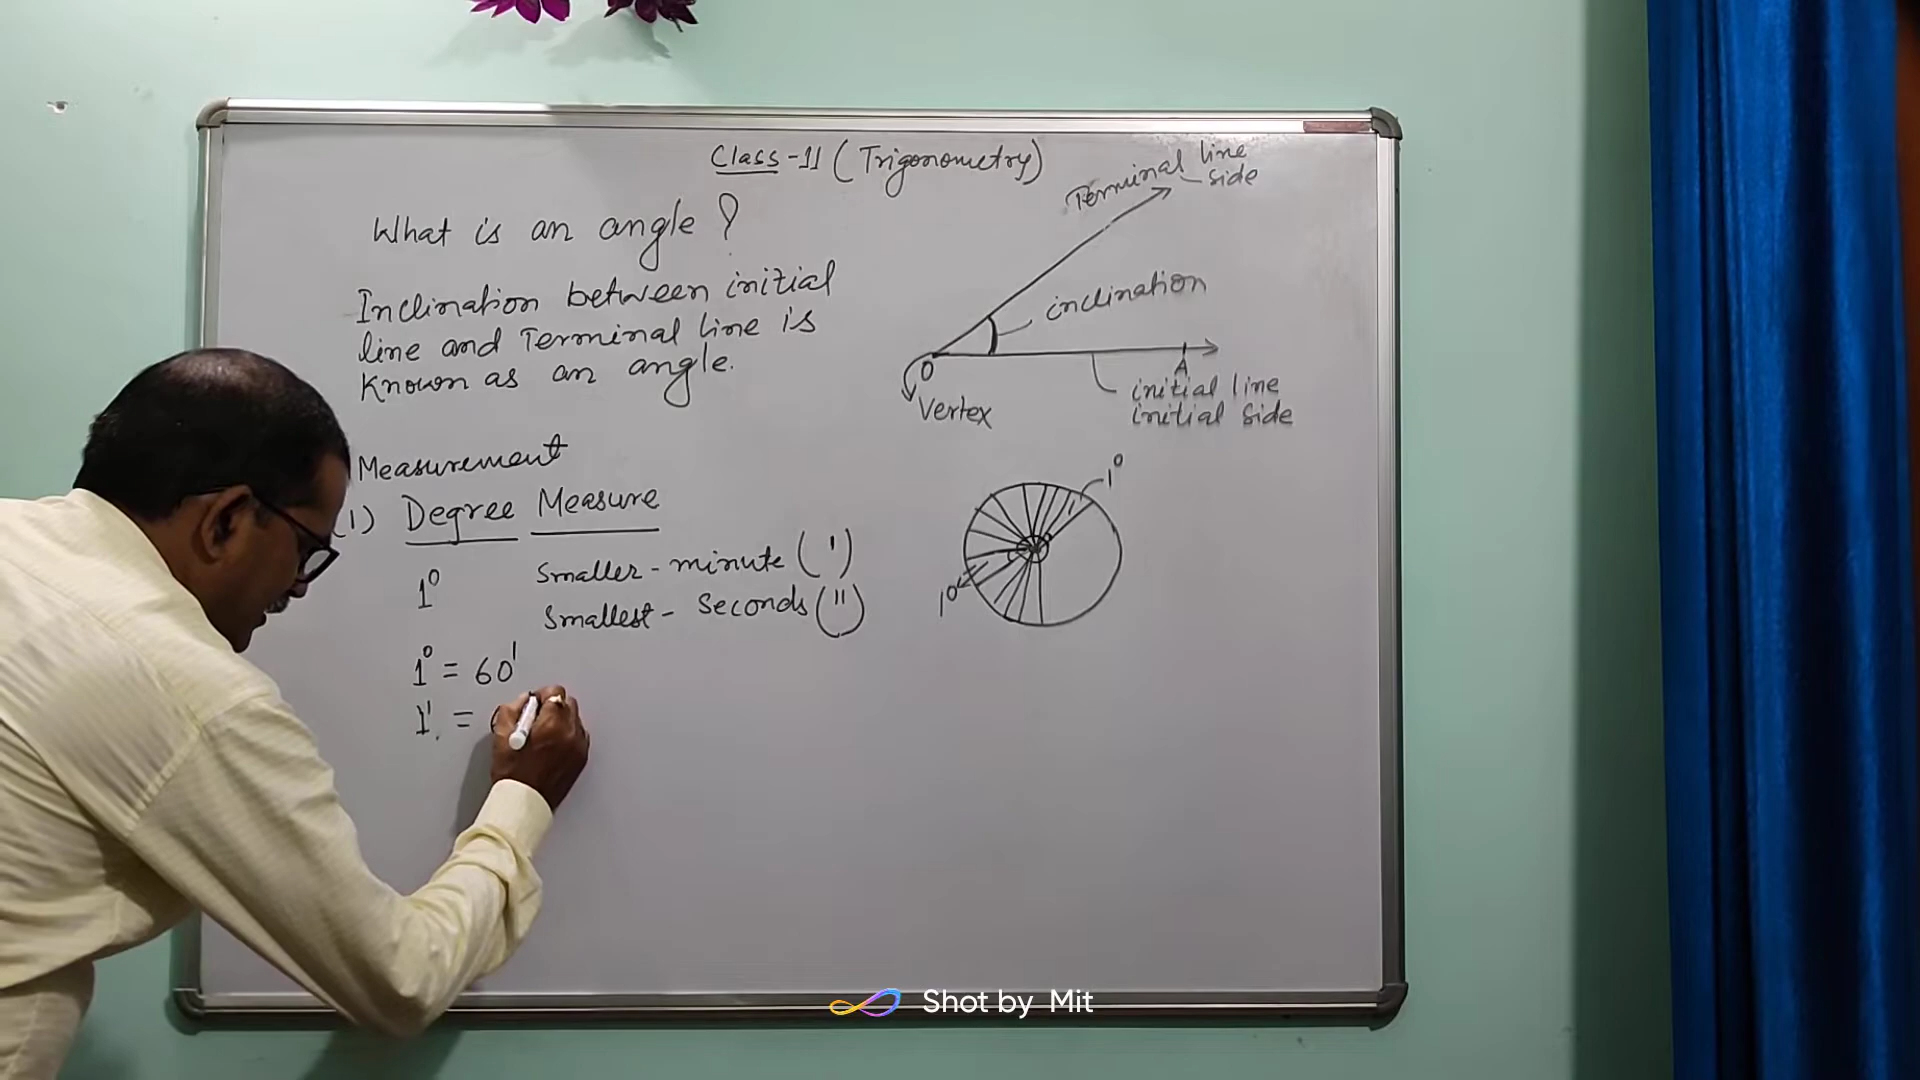 Class-11 (Trigonometry)
What is an angle?
Inclination between initial
line and Terminal line is
known as an angle.
Terminal line
side
inclination
O
A
Vertex
initial line
initial side
Measurement
(1) Degree Measure
1° Smaller - minute (')
Smallest - Seconds ('')
1° = 60'
1' =
1°
1°
Shot by Mit